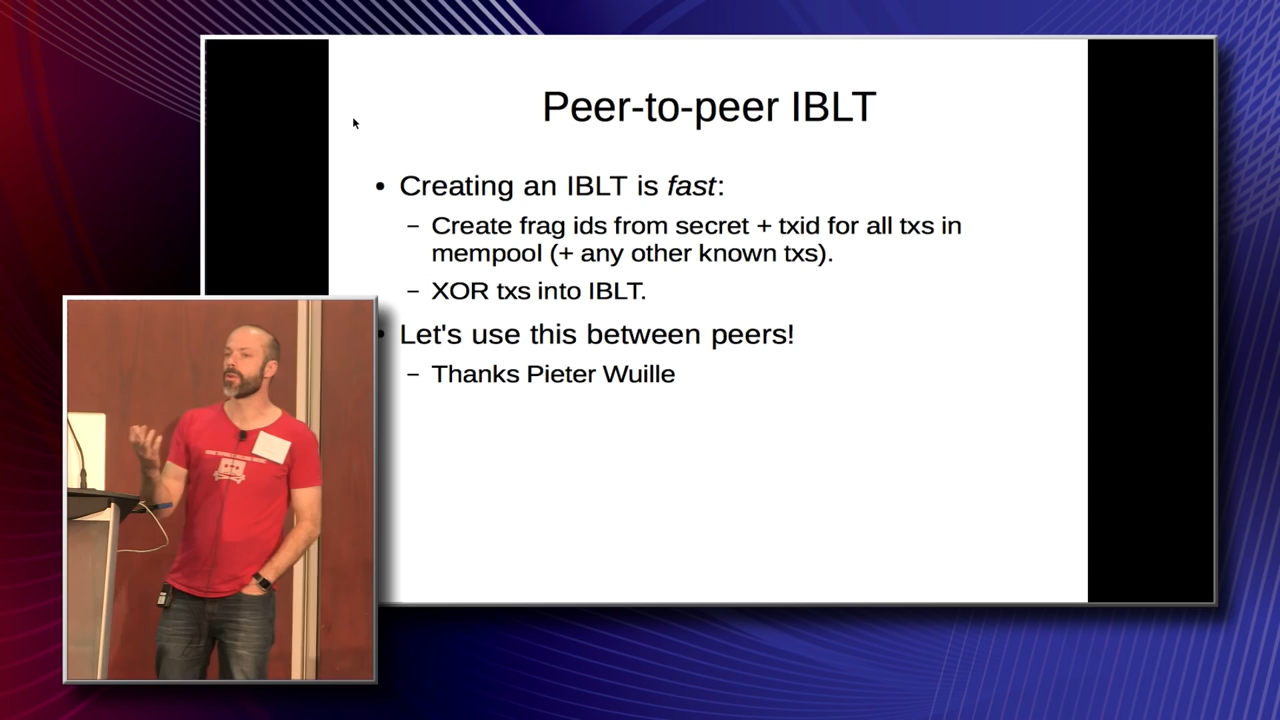 Peer-to-peer IBLT
• Creating an IBLT is fast:
– Create frag ids from secret + txid for all txs in
mempool (+ any other known txs).
– XOR txs into IBLT.
• Let's use this between peers!
– Thanks Pieter Wuille